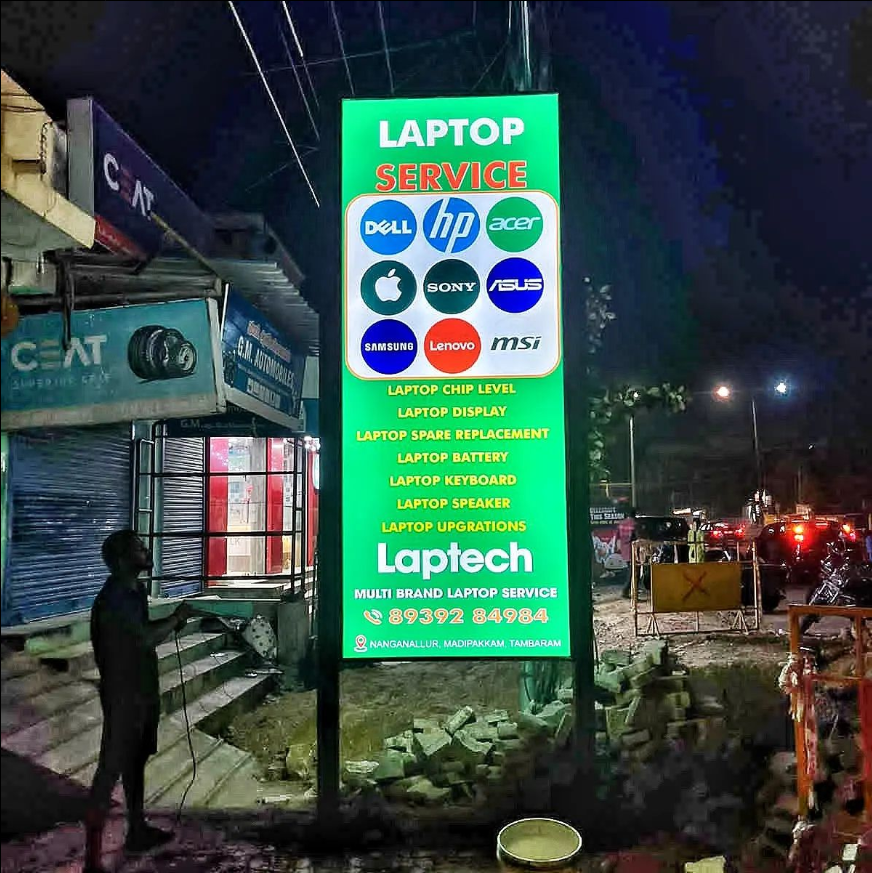 LAPTOP
SERVICE
DELL hp acer
SONY ASUS
SAMSUNG Lenovo msi
LAPTOP CHIP LEVEL
LAPTOP DISPLAY
LAPTOP SPARE REPLACEMENT
LAPTOP BATTERY
LAPTOP KEYBOARD
LAPTOP SPEAKER
LAPTOP UPGRATIONS
Laptech
MULTI BRAND LAPTOP SERVICE
89392 84984
NANGANALLUR, MADIPAKKAM, TAMBARAM
CEAT
CEAT
G.M. AUTOMOBILES
G.M.
THIS SEASON